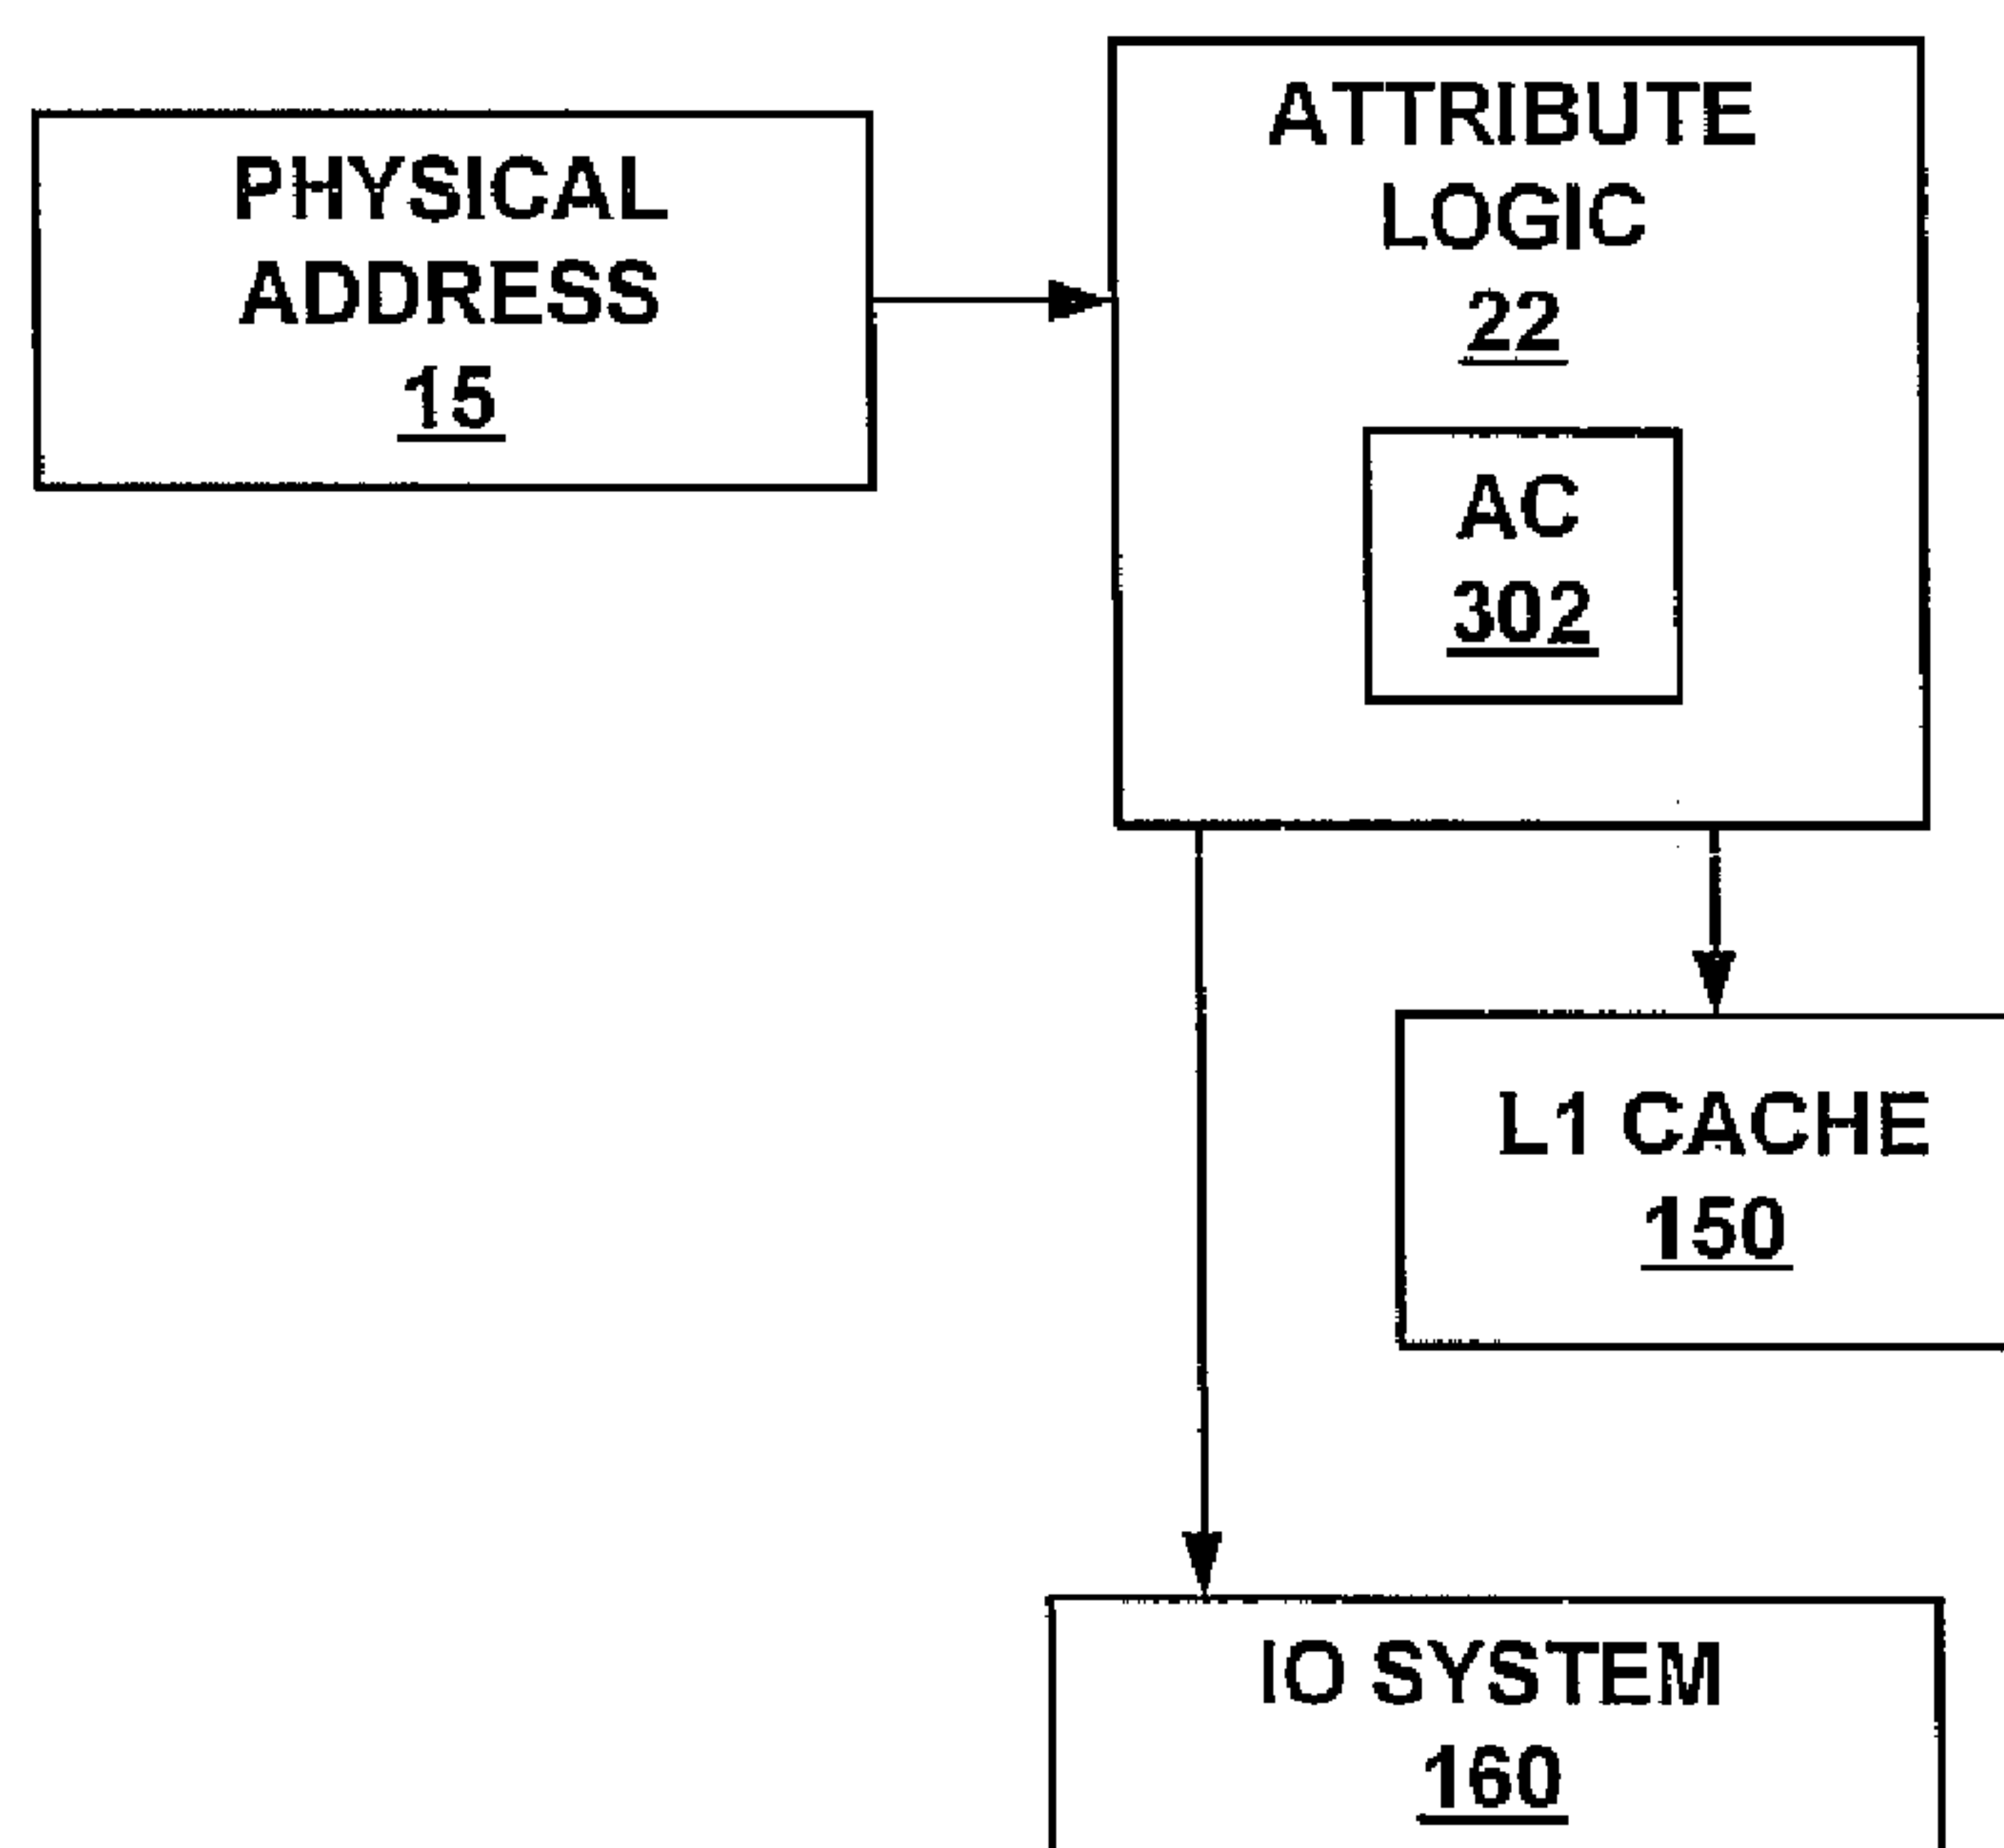 PHYSICAL
ADDRESS
15
ATTRIBUTE
LOGIC
22
AC
302
L1 CACHE
150
IO SYSTEM
160